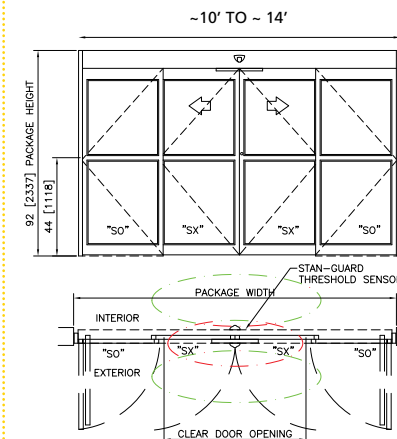 ~10' TO ~ 14'
92 [2337] PACKAGE HEIGHT
44 [1118]
"SO" "SX" "SX" "SO"
STAN-GUARD
THRESHOLD SENSO
PACKAGE WIDTH
INTERIOR
"SO" "SX" "SX" "SO"
EXTERIOR
CLEAR DOOR OPENING